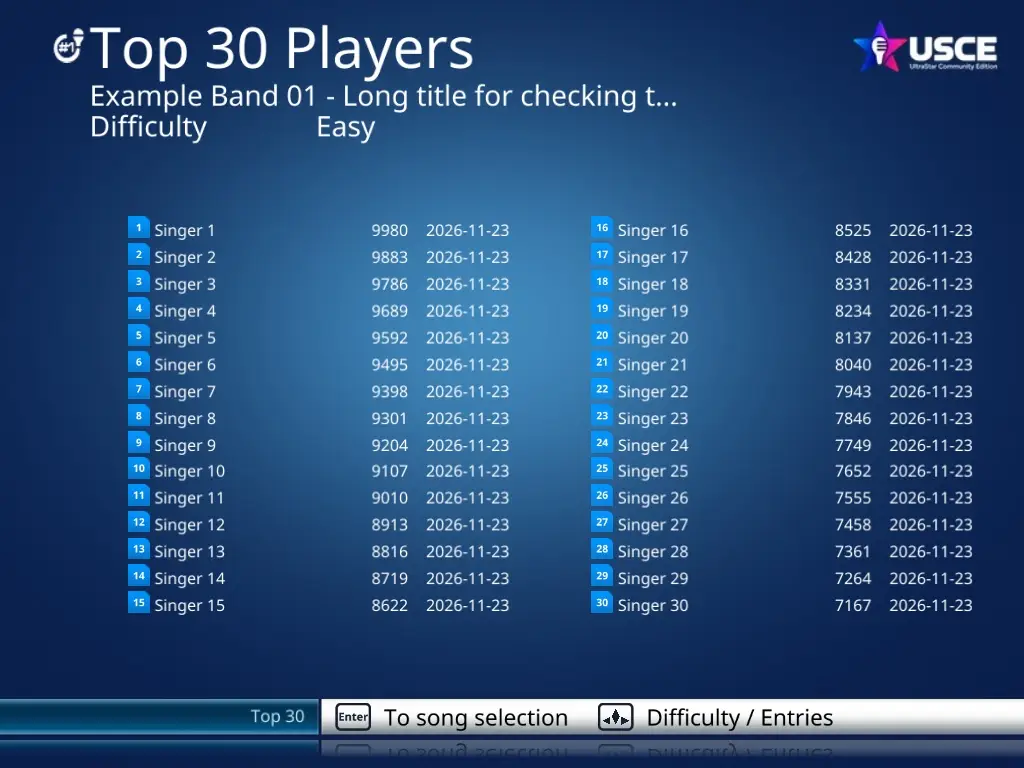 #1 Top 30 Players
USCE
UltraStar Community Edition
Example Band 01 - Long title for checking t...
Difficulty Easy
1 Singer 1 9980 2026-11-23
2 Singer 2 9883 2026-11-23
3 Singer 3 9786 2026-11-23
4 Singer 4 9689 2026-11-23
5 Singer 5 9592 2026-11-23
6 Singer 6 9495 2026-11-23
7 Singer 7 9398 2026-11-23
8 Singer 8 9301 2026-11-23
9 Singer 9 9204 2026-11-23
10 Singer 10 9107 2026-11-23
11 Singer 11 9010 2026-11-23
12 Singer 12 8913 2026-11-23
13 Singer 13 8816 2026-11-23
14 Singer 14 8719 2026-11-23
15 Singer 15 8622 2026-11-23
16 Singer 16 8525 2026-11-23
17 Singer 17 8428 2026-11-23
18 Singer 18 8331 2026-11-23
19 Singer 19 8234 2026-11-23
20 Singer 20 8137 2026-11-23
21 Singer 21 8040 2026-11-23
22 Singer 22 7943 2026-11-23
23 Singer 23 7846 2026-11-23
24 Singer 24 7749 2026-11-23
25 Singer 25 7652 2026-11-23
26 Singer 26 7555 2026-11-23
27 Singer 27 7458 2026-11-23
28 Singer 28 7361 2026-11-23
29 Singer 29 7264 2026-11-23
30 Singer 30 7167 2026-11-23
Top 30 Enter To song selection Difficulty / Entries